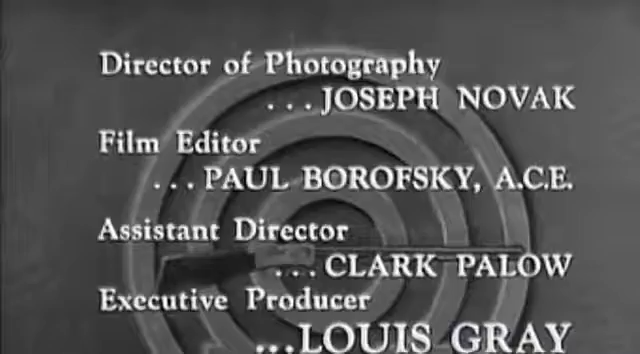 Director of Photography
...JOSEPH NOVAK
Film Editor
...PAUL BOROFSKY, A.C.E.
Assistant Director
...CLARK PALOW
Executive Producer
...LOUIS GRAY